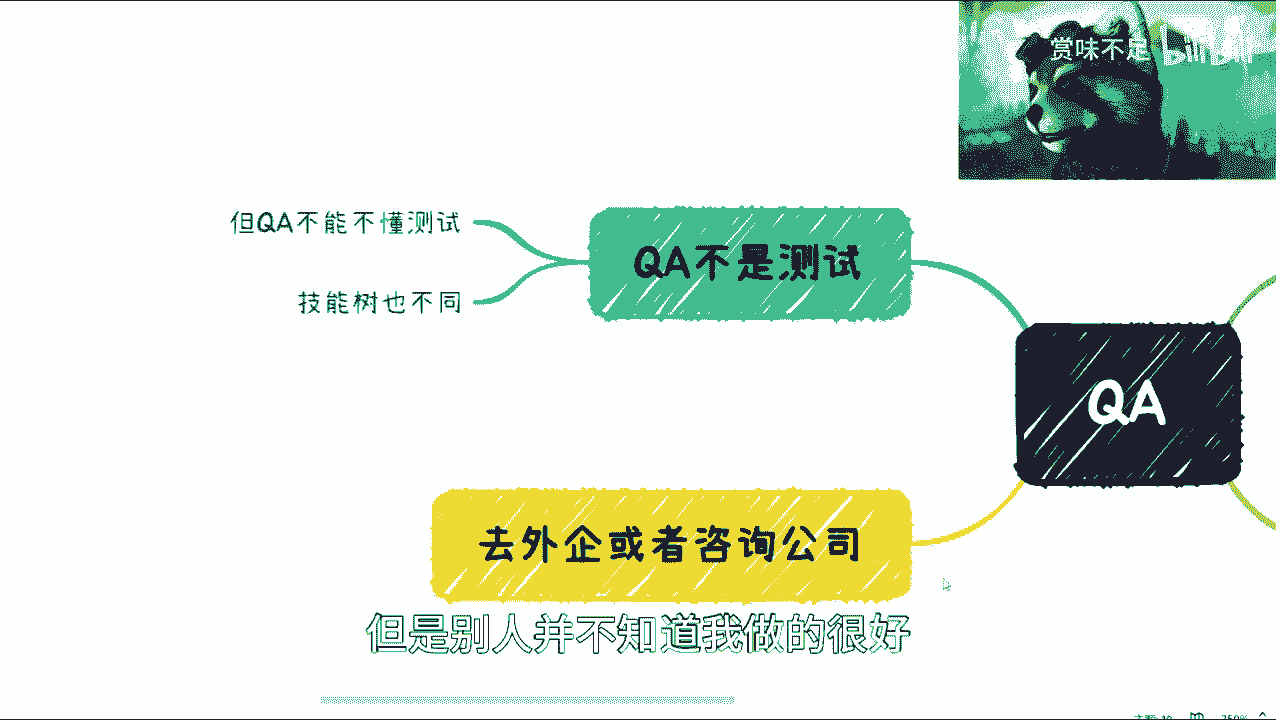 赏味不足 bilibili
但QA不能不懂测试
QA不是测试
技能树也不同
QA
去外企或者咨询公司
但是别人并不知道我做的很好